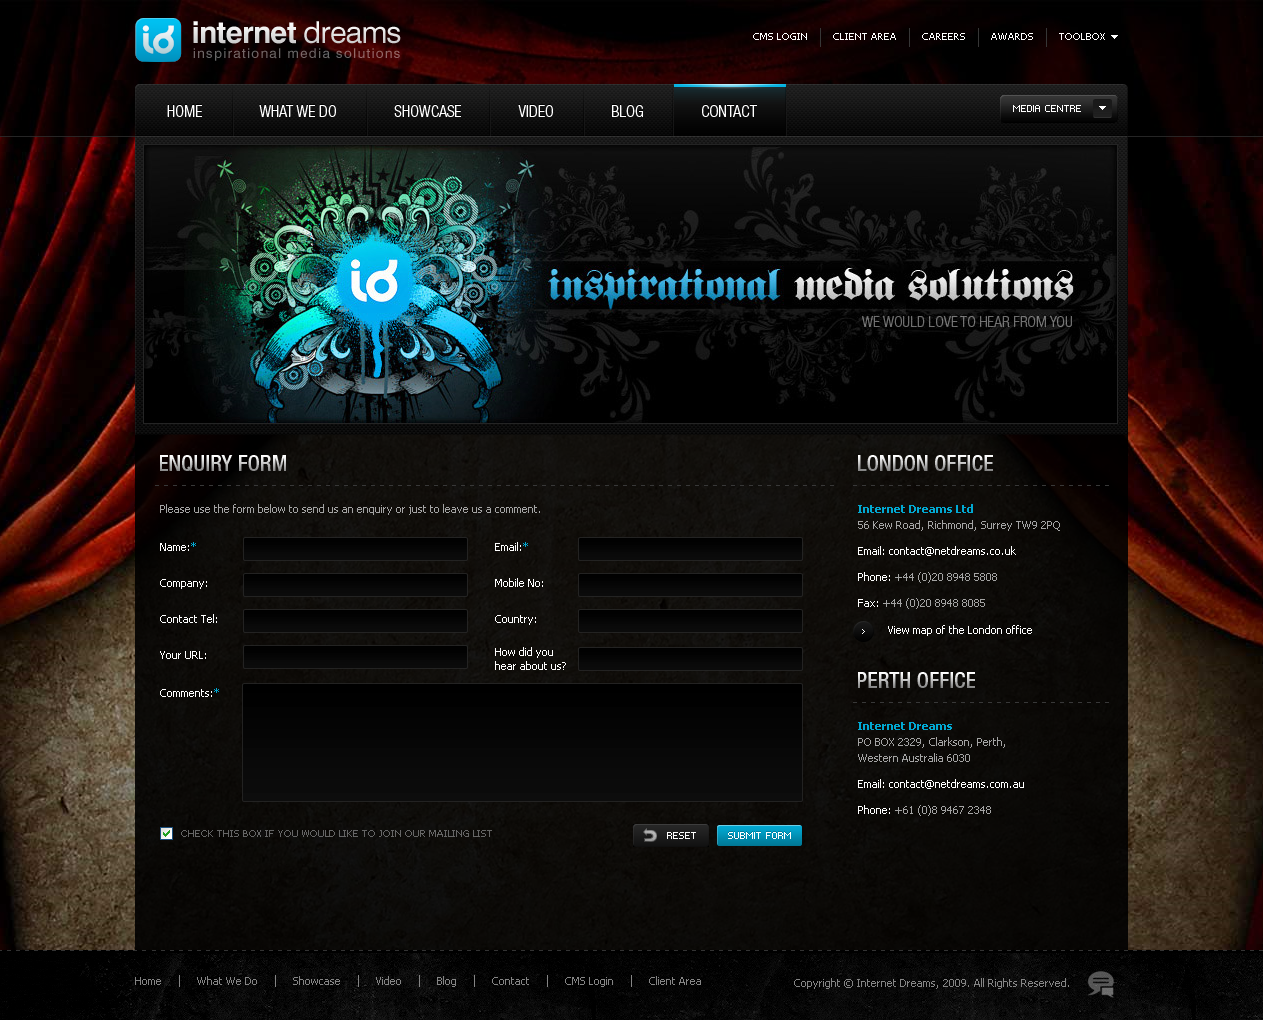 internet dreams
inspirational media solutions
CMS LOGIN
CLIENT AREA
CAREERS
AWARDS
TOOLBOX
HOME
WHAT WE DO
SHOWCASE
VIDEO
BLOG
CONTACT
MEDIA CENTRE
id
inspirational media solutions
WE WOULD LOVE TO HEAR FROM YOU
ENQUIRY FORM
Please use the form below to send us an enquiry or just to leave us a comment.
Name:*
Email:*
Company:
Mobile No:
Contact Tel:
Country:
Your URL:
How did you
hear about us?
Comments:*
CHECK THIS BOX IF YOU WOULD LIKE TO JOIN OUR MAILING LIST
RESET
SUBMIT FORM
LONDON OFFICE
Internet Dreams Ltd
56 Kew Road, Richmond, Surrey TW9 2PQ
Email: contact@netdreams.co.uk
Phone: +44 (0)20 8948 5808
Fax: +44 (0)20 8948 8085
View map of the London office
PERTH OFFICE
Internet Dreams
PO BOX 2329, Clarkson, Perth,
Western Australia 6030
Email: contact@netdreams.com.au
Phone: +61 (0)8 9467 2348
Home
What We Do
Showcase
Video
Blog
Contact
CMS Login
Client Area
Copyright © Internet Dreams, 2009. All Rights Reserved.